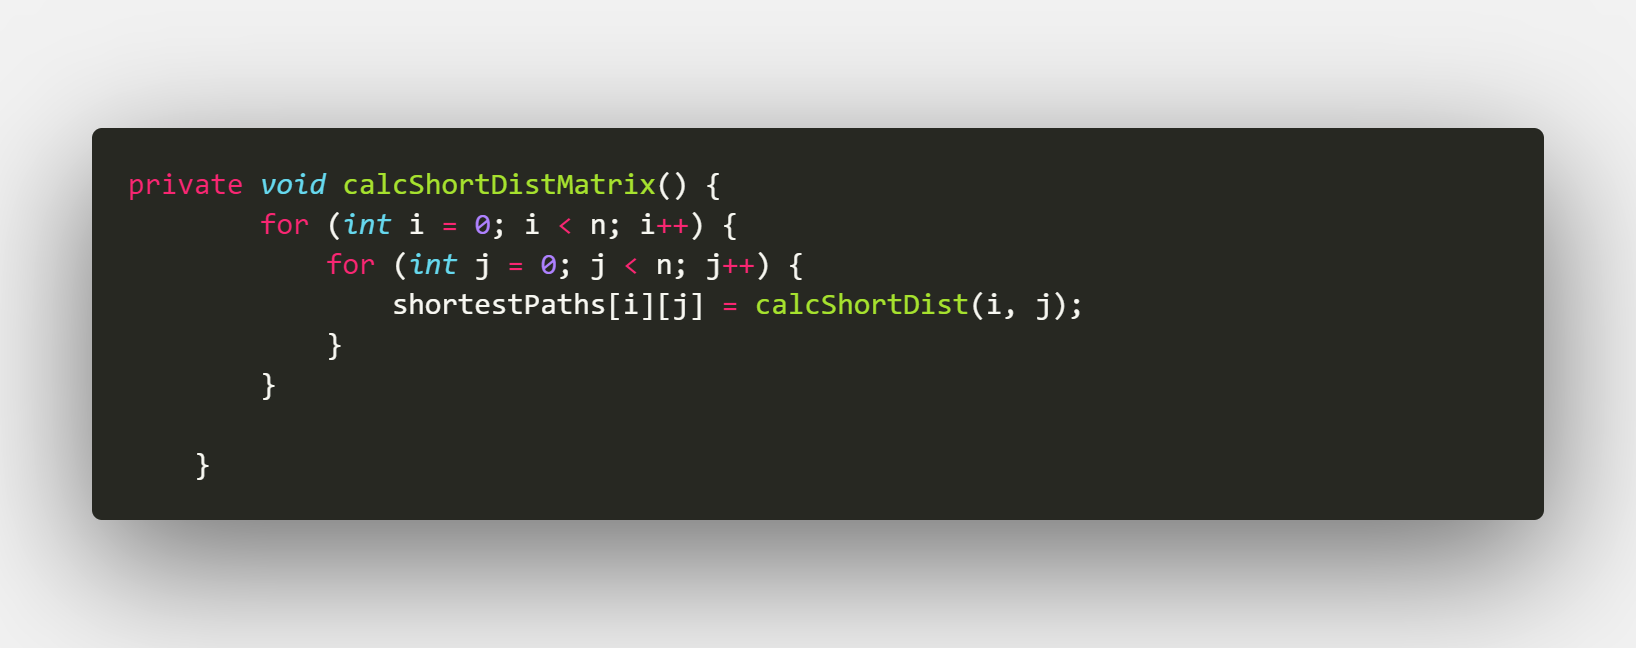 private void calcShortDistMatrix() {
        for (int i = 0; i < n; i++) {
            for (int j = 0; j < n; j++) {
                shortestPaths[i][j] = calcShortDist(i, j);
            }
        }

    }